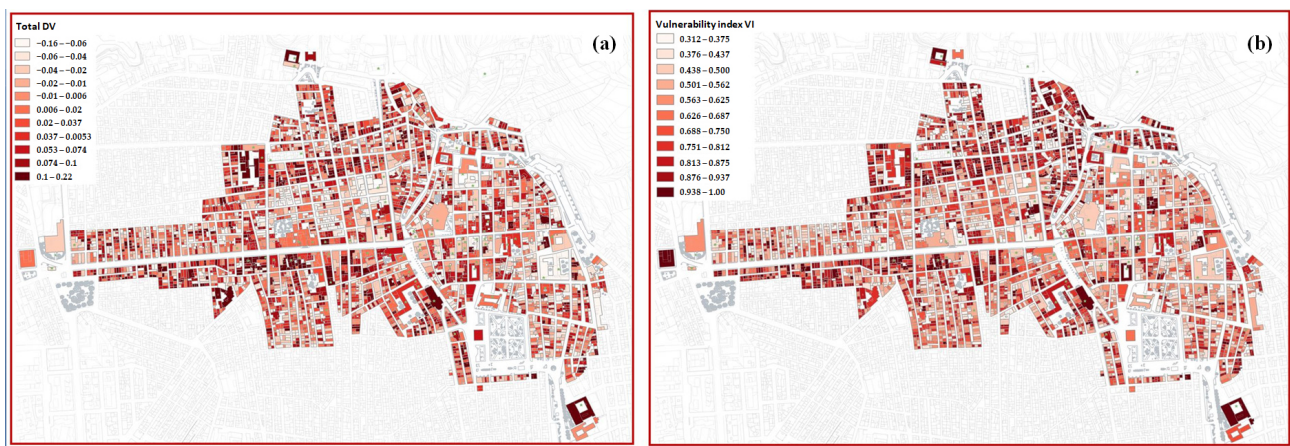 Total DV
−0.16 – −0.06
−0.06 – −0.04
−0.04 – −0.02
−0.02 – −0.01
−0.01 – 0.006
0.006 – 0.02
0.02 – 0.037
0.037 – 0.0053
0.053 – 0.074
0.074 – 0.1
0.1 – 0.22
(a)
Vulnerability index VI
0.312 – 0.375
0.376 – 0.437
0.438 – 0.500
0.501 – 0.562
0.563 – 0.625
0.626 – 0.687
0.688 – 0.750
0.751 – 0.812
0.813 – 0.875
0.876 – 0.937
0.938 – 1.00
(b)